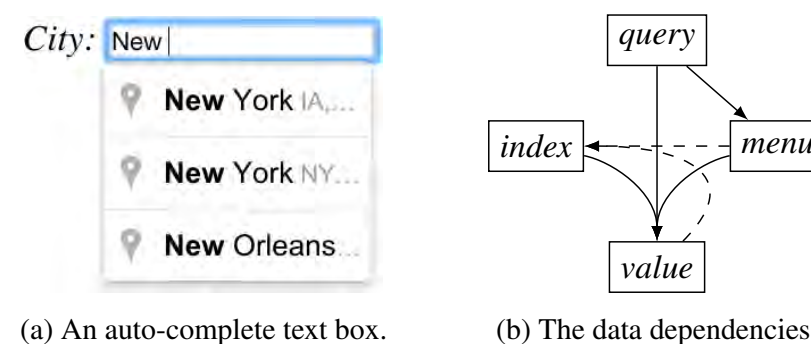 City: New
New York IA,...
New York NY...
New Orleans...
(a) An auto-complete text box.
query
index
menu
value
(b) The data dependencies